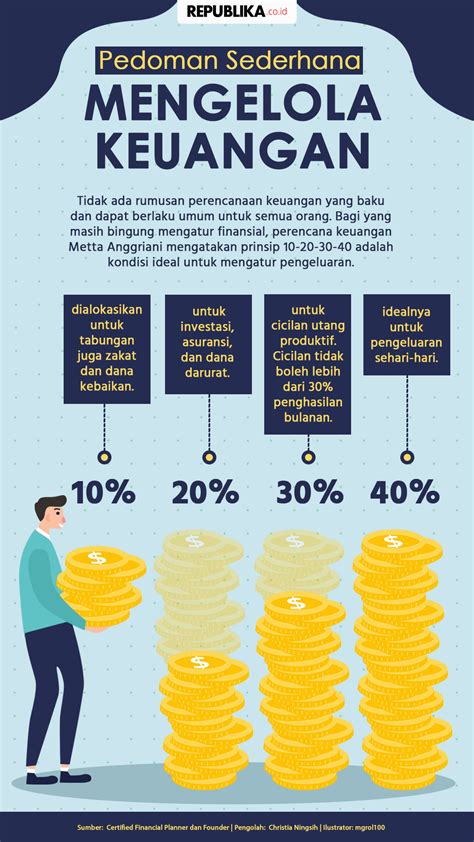 REPUBLIKA.co.id
Pedoman Sederhana
MENGELOLA
KEUANGAN
Tidak ada rumusan perencanaan keuangan yang baku
dan dapat berlaku umum untuk semua orang. Bagi yang
masih bingung mengatur finansial, perencana keuangan
Metta Anggriani mengatakan prinsip 10-20-30-40 adalah
kondisi ideal untuk mengatur pengeluaran.
dialokasikan
untuk
tabungan
juga zakat
dan dana
kebaikan.
untuk
investasi,
asuransi,
dan dana
darurat.
untuk
cicilan utang
produktif.
Cicilan tidak
boleh lebih
dari 30%
penghasilan
bulanan.
idealnya
untuk
pengeluaran
sehari-hari.
10%
20%
30%
40%
$
$
$
$
$
$
Sumber: Certified Financial Planner dan Founder | Pengolah: Christia Ningsih | Ilustrator: mgrol100